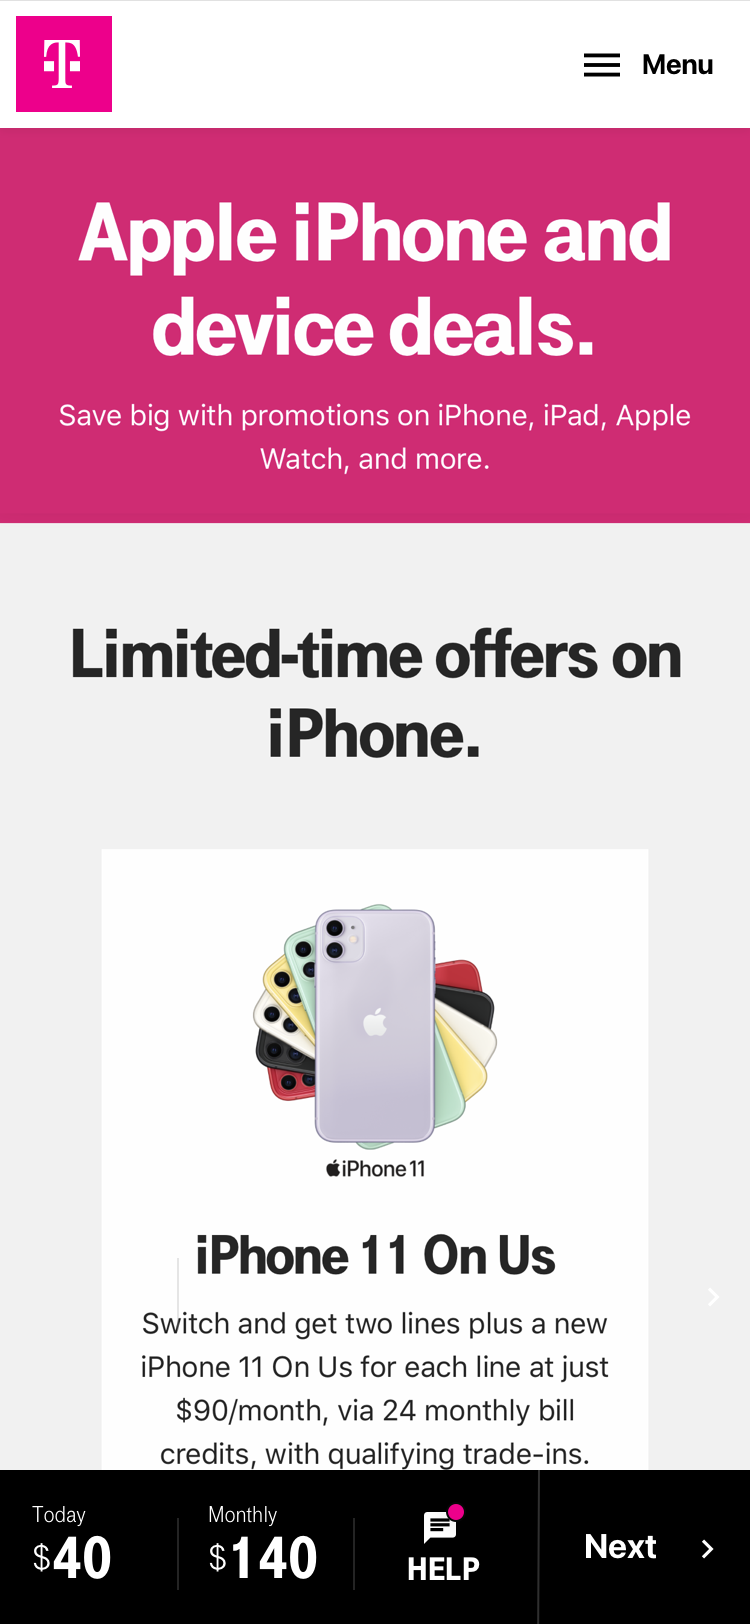 T
Menu
Apple iPhone and
device deals.
Save big with promotions on iPhone, iPad, Apple
Watch, and more.
Limited-time offers on
iPhone.
iPhone 11
iPhone 11 On Us
Switch and get two lines plus a new
iPhone 11 On Us for each line at just
$90/month, via 24 monthly bill
credits, with qualifying trade-ins.
Today
$40
Monthly
$140
HELP
Next